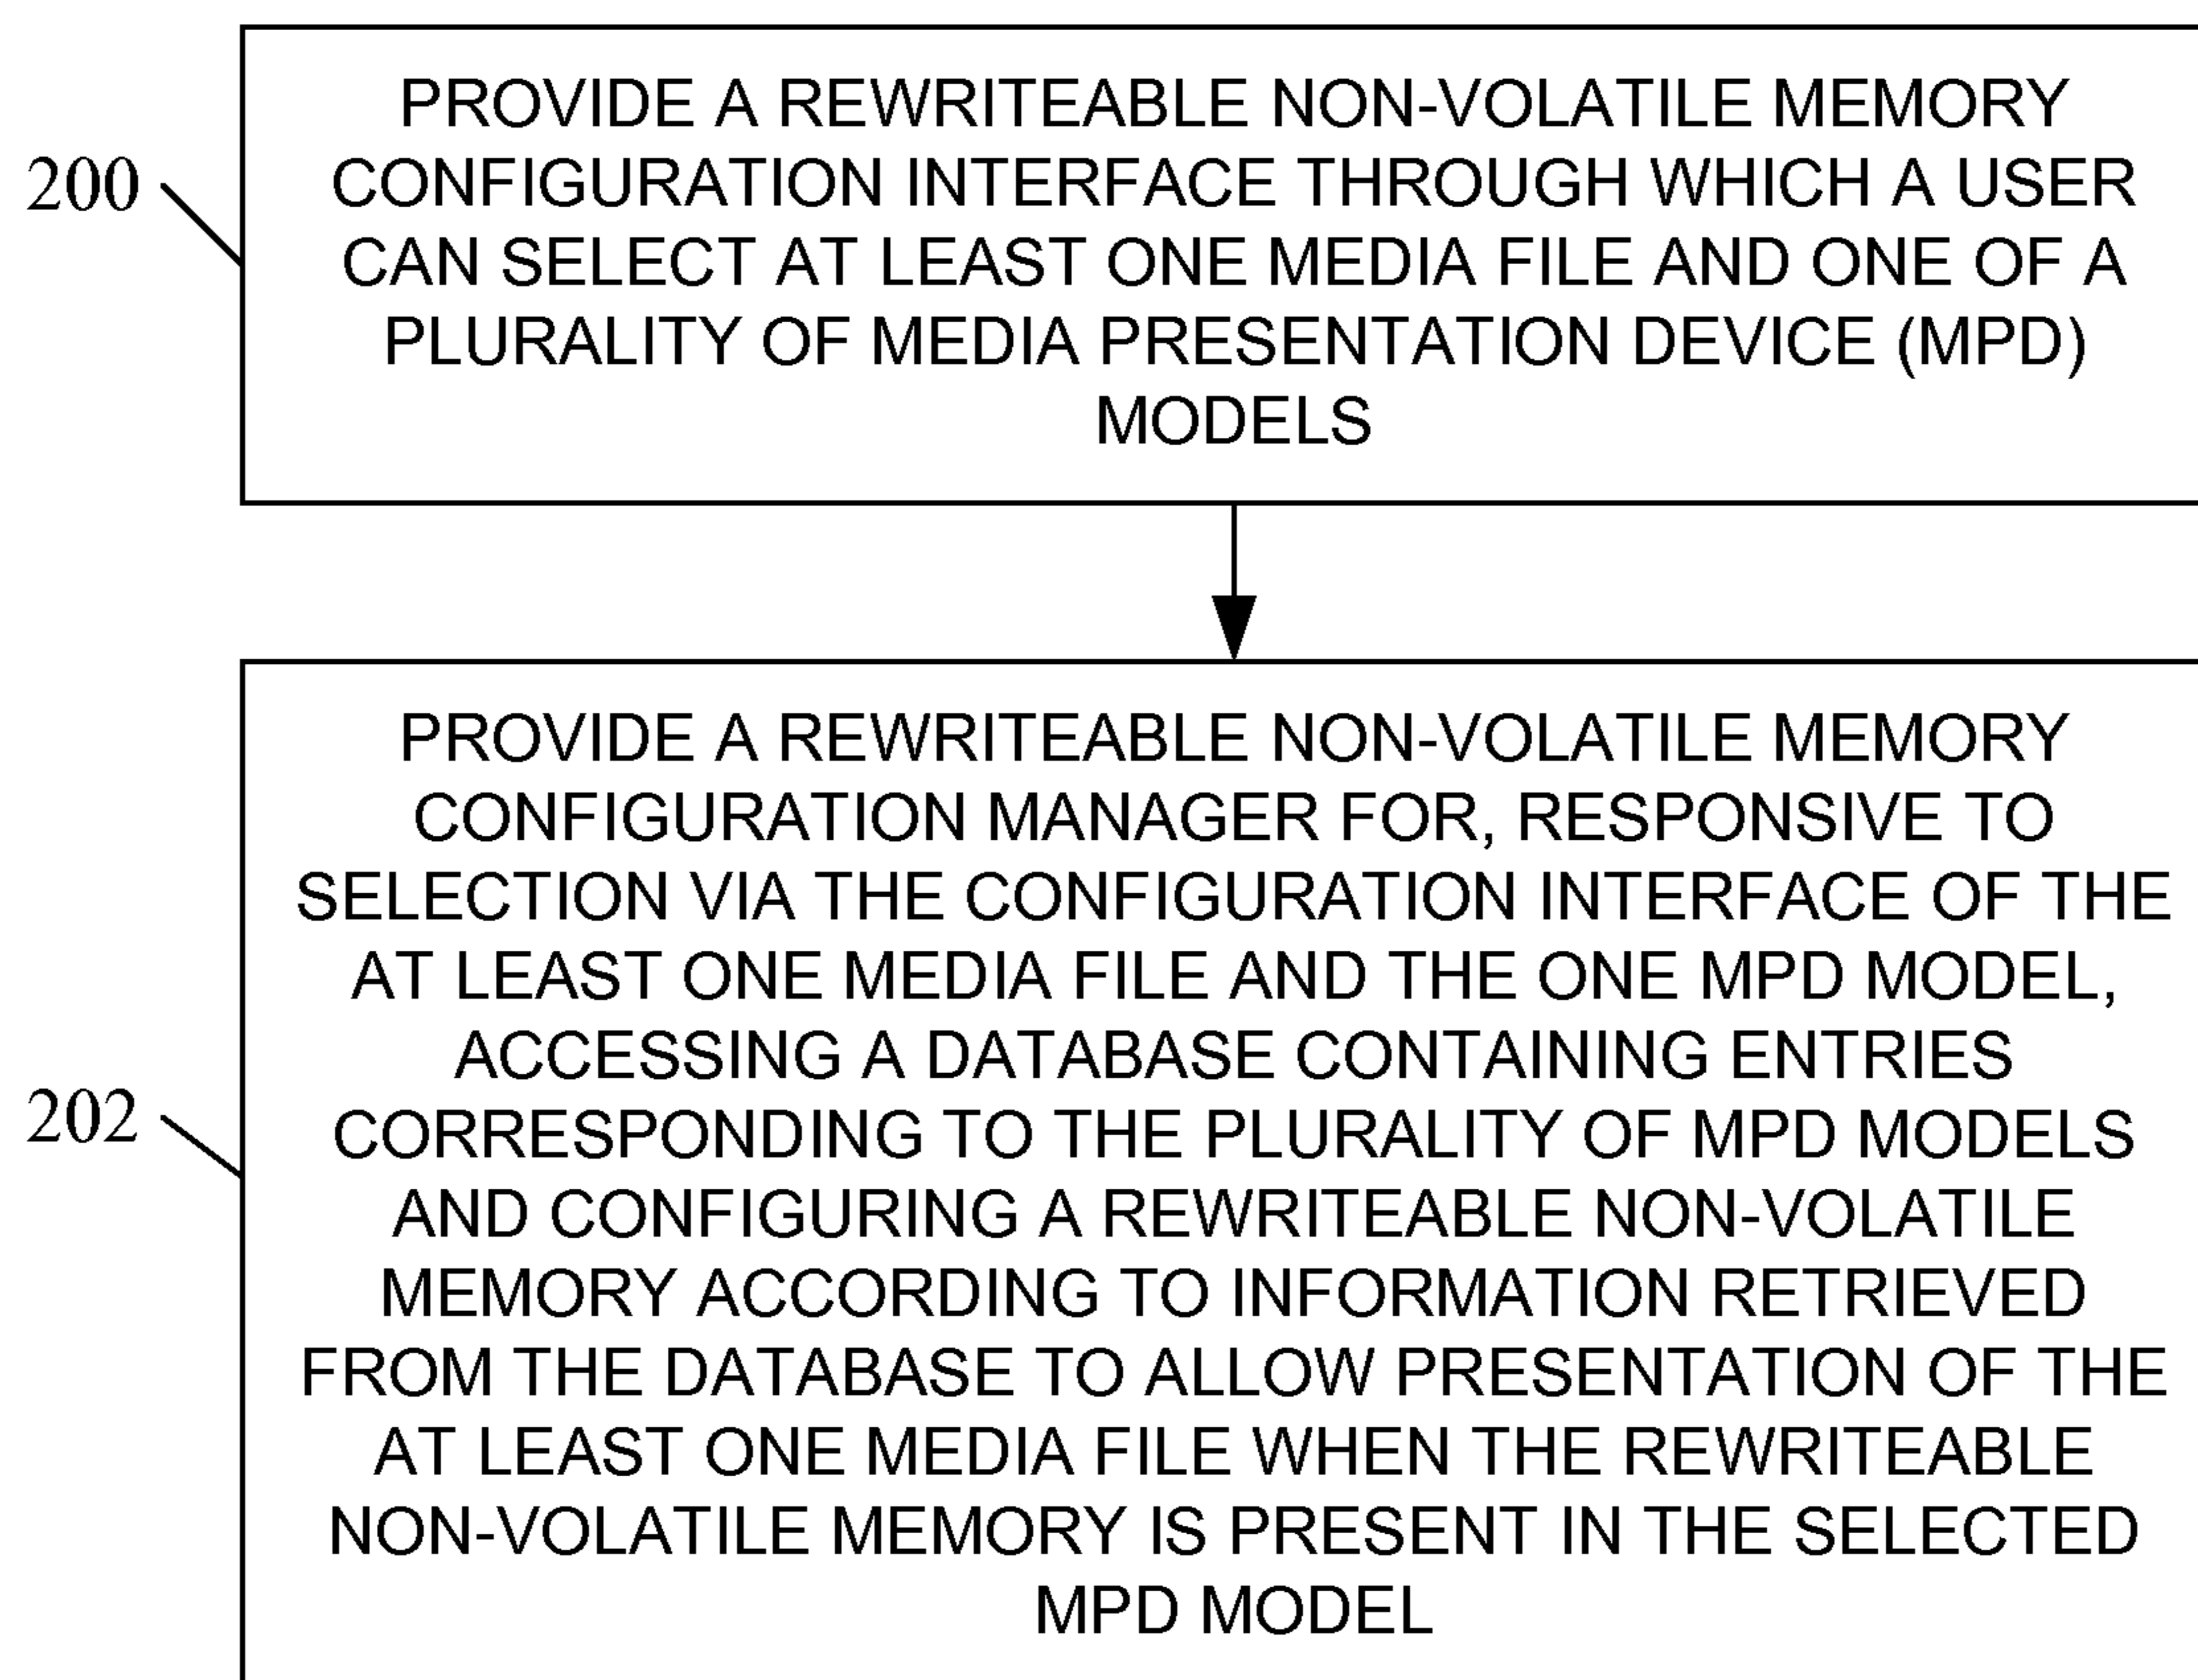 PROVIDE A REWRITEABLE NON-VOLATILE MEMORY
CONFIGURATION INTERFACE THROUGH WHICH A USER
CAN SELECT AT LEAST ONE MEDIA FILE AND ONE OF A
PLURALITY OF MEDIA PRESENTATION DEVICE (MPD)
MODELS
200
PROVIDE A REWRITEABLE NON-VOLATILE MEMORY
CONFIGURATION MANAGER FOR, RESPONSIVE TO
SELECTION VIA THE CONFIGURATION INTERFACE OF THE
AT LEAST ONE MEDIA FILE AND THE ONE MPD MODEL,
ACCESSING A DATABASE CONTAINING ENTRIES
CORRESPONDING TO THE PLURALITY OF MPD MODELS
AND CONFIGURING A REWRITEABLE NON-VOLATILE
MEMORY ACCORDING TO INFORMATION RETRIEVED
FROM THE DATABASE TO ALLOW PRESENTATION OF THE
AT LEAST ONE MEDIA FILE WHEN THE REWRITEABLE
NON-VOLATILE MEMORY IS PRESENT IN THE SELECTED
MPD MODEL
202